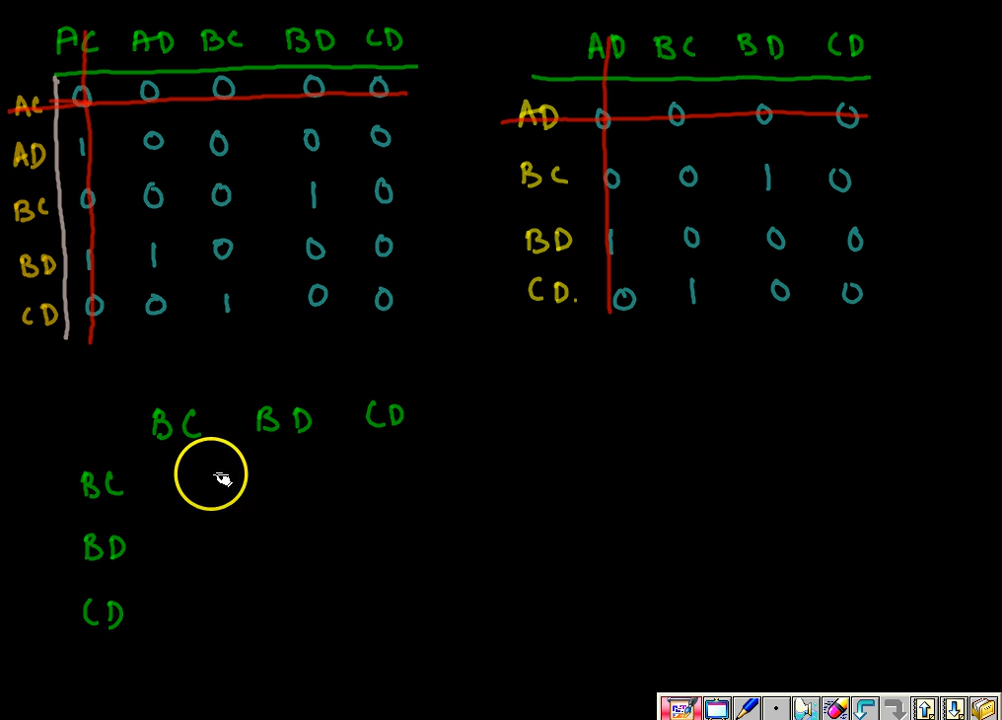 AC AD BC BD CD
AC 0 0 0 0 0
AD 1 0 0 0 0
BC 0 0 0 1 0
BD 1 1 0 0 0
CD 0 0 1 0 0
AD BC BD CD
AD 0 0 0 0
BC 0 0 1 0
BD 1 0 0 0
CD. 0 1 0 0
BC BD CD
BC
BD
CD